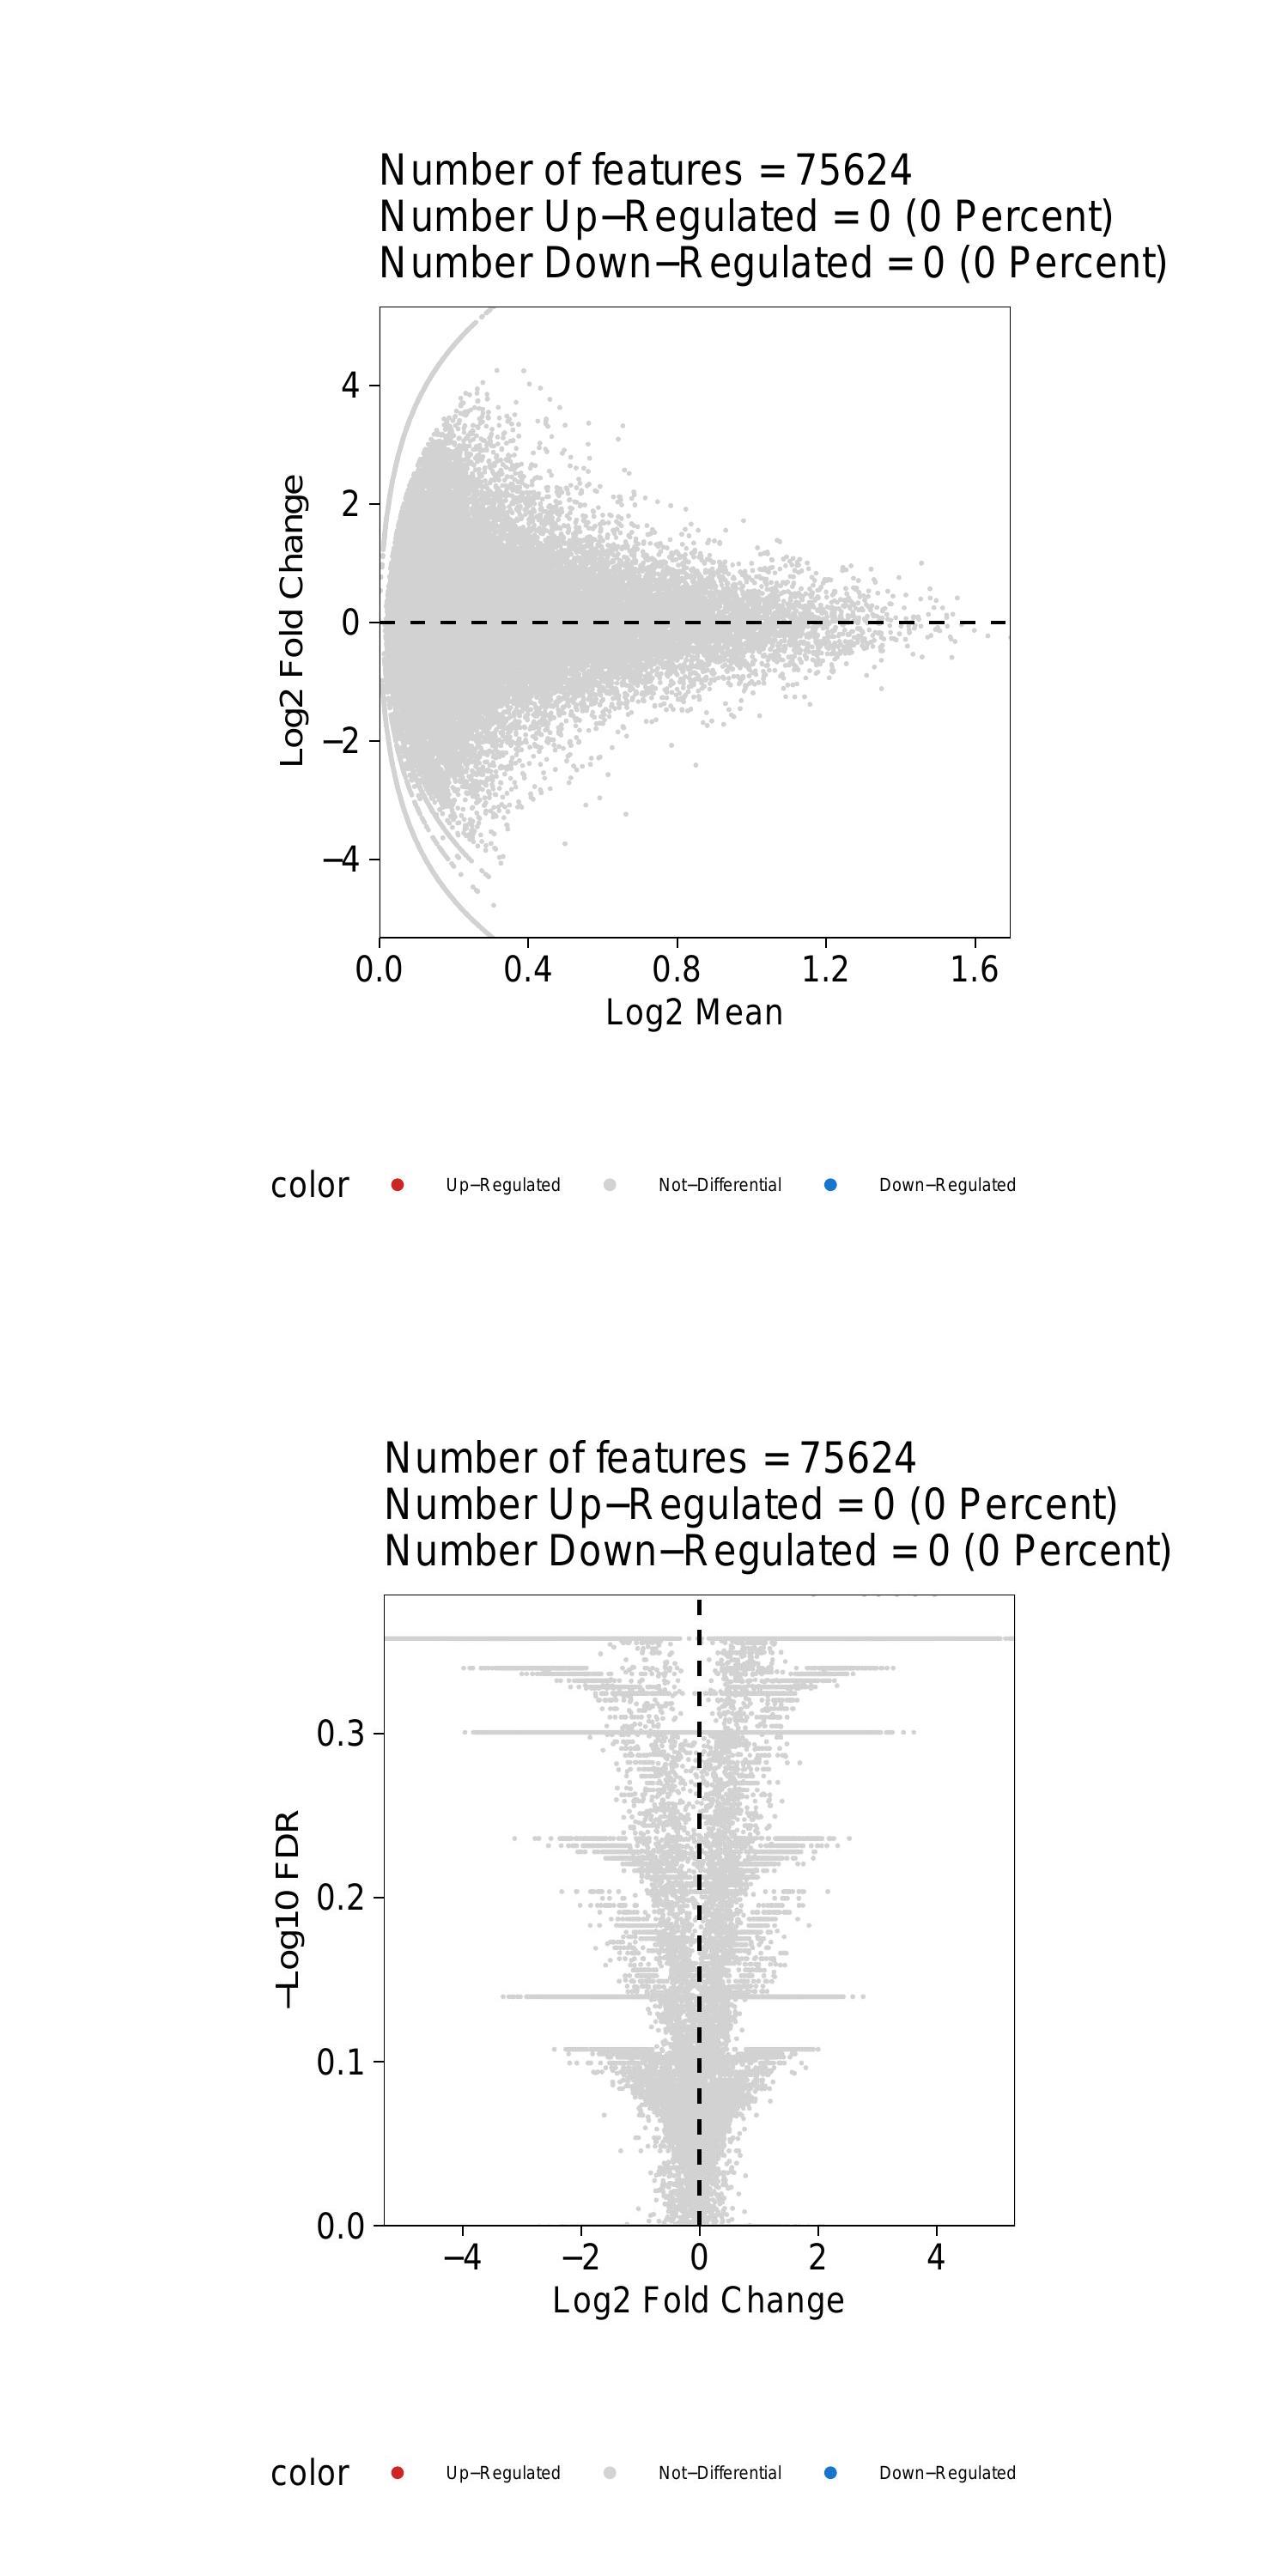 Number of features = 75624
Number Up−Regulated = 0 (0 Percent)
Number Down−Regulated = 0 (0 Percent)
Log2 Fold Change
4
2
0
−2
−4
0.0 0.4 0.8 1.2 1.6
Log2 Mean
color Up−Regulated Not−Differential Down−Regulated
Number of features = 75624
Number Up−Regulated = 0 (0 Percent)
Number Down−Regulated = 0 (0 Percent)
−Log10 FDR
0.3
0.2
0.1
0.0
−4 −2 0 2 4
Log2 Fold Change
color Up−Regulated Not−Differential Down−Regulated